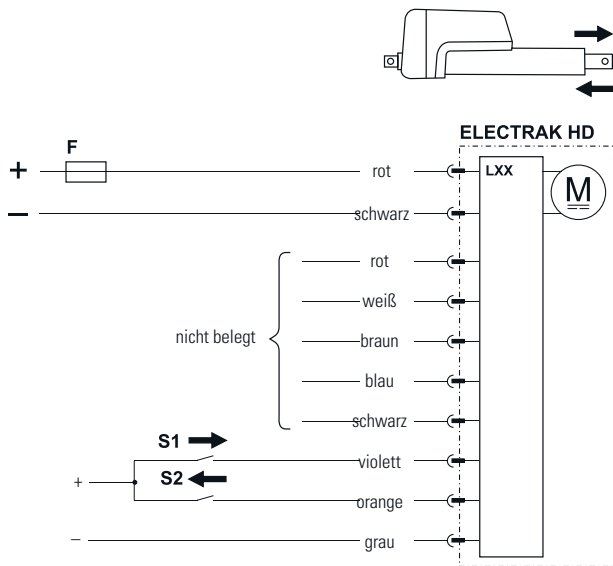 ELECTRAK HD
F
+ rot LXX
M
− schwarz
rot
weiß
nicht belegt braun
blau
schwarz
S1 violett
+ S2
orange
− grau